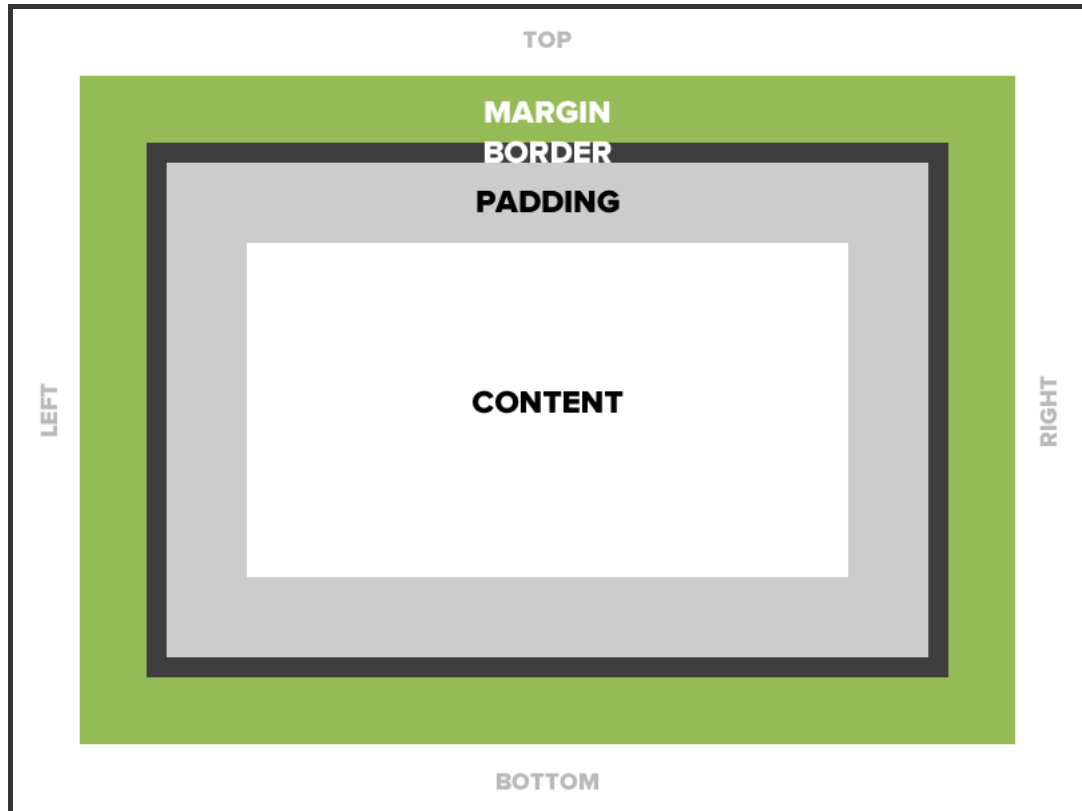 TOP
MARGIN
BORDER
PADDING
LEFT
CONTENT
RIGHT
BOTTOM